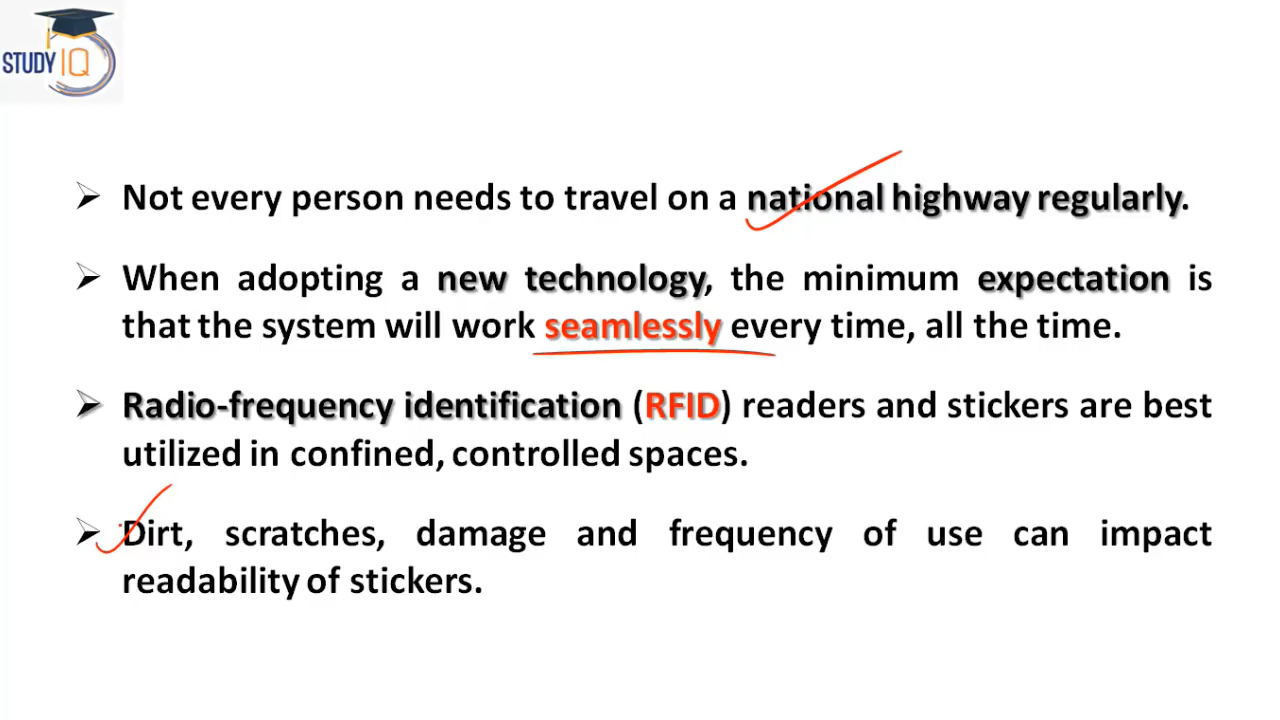 STUDY IQ
➢ Not every person needs to travel on a national highway regularly.
➢ When adopting a new technology, the minimum expectation is
that the system will work seamlessly every time, all the time.
➢ Radio-frequency identification (RFID) readers and stickers are best
utilized in confined, controlled spaces.
➢ Dirt, scratches, damage and frequency of use can impact
readability of stickers.